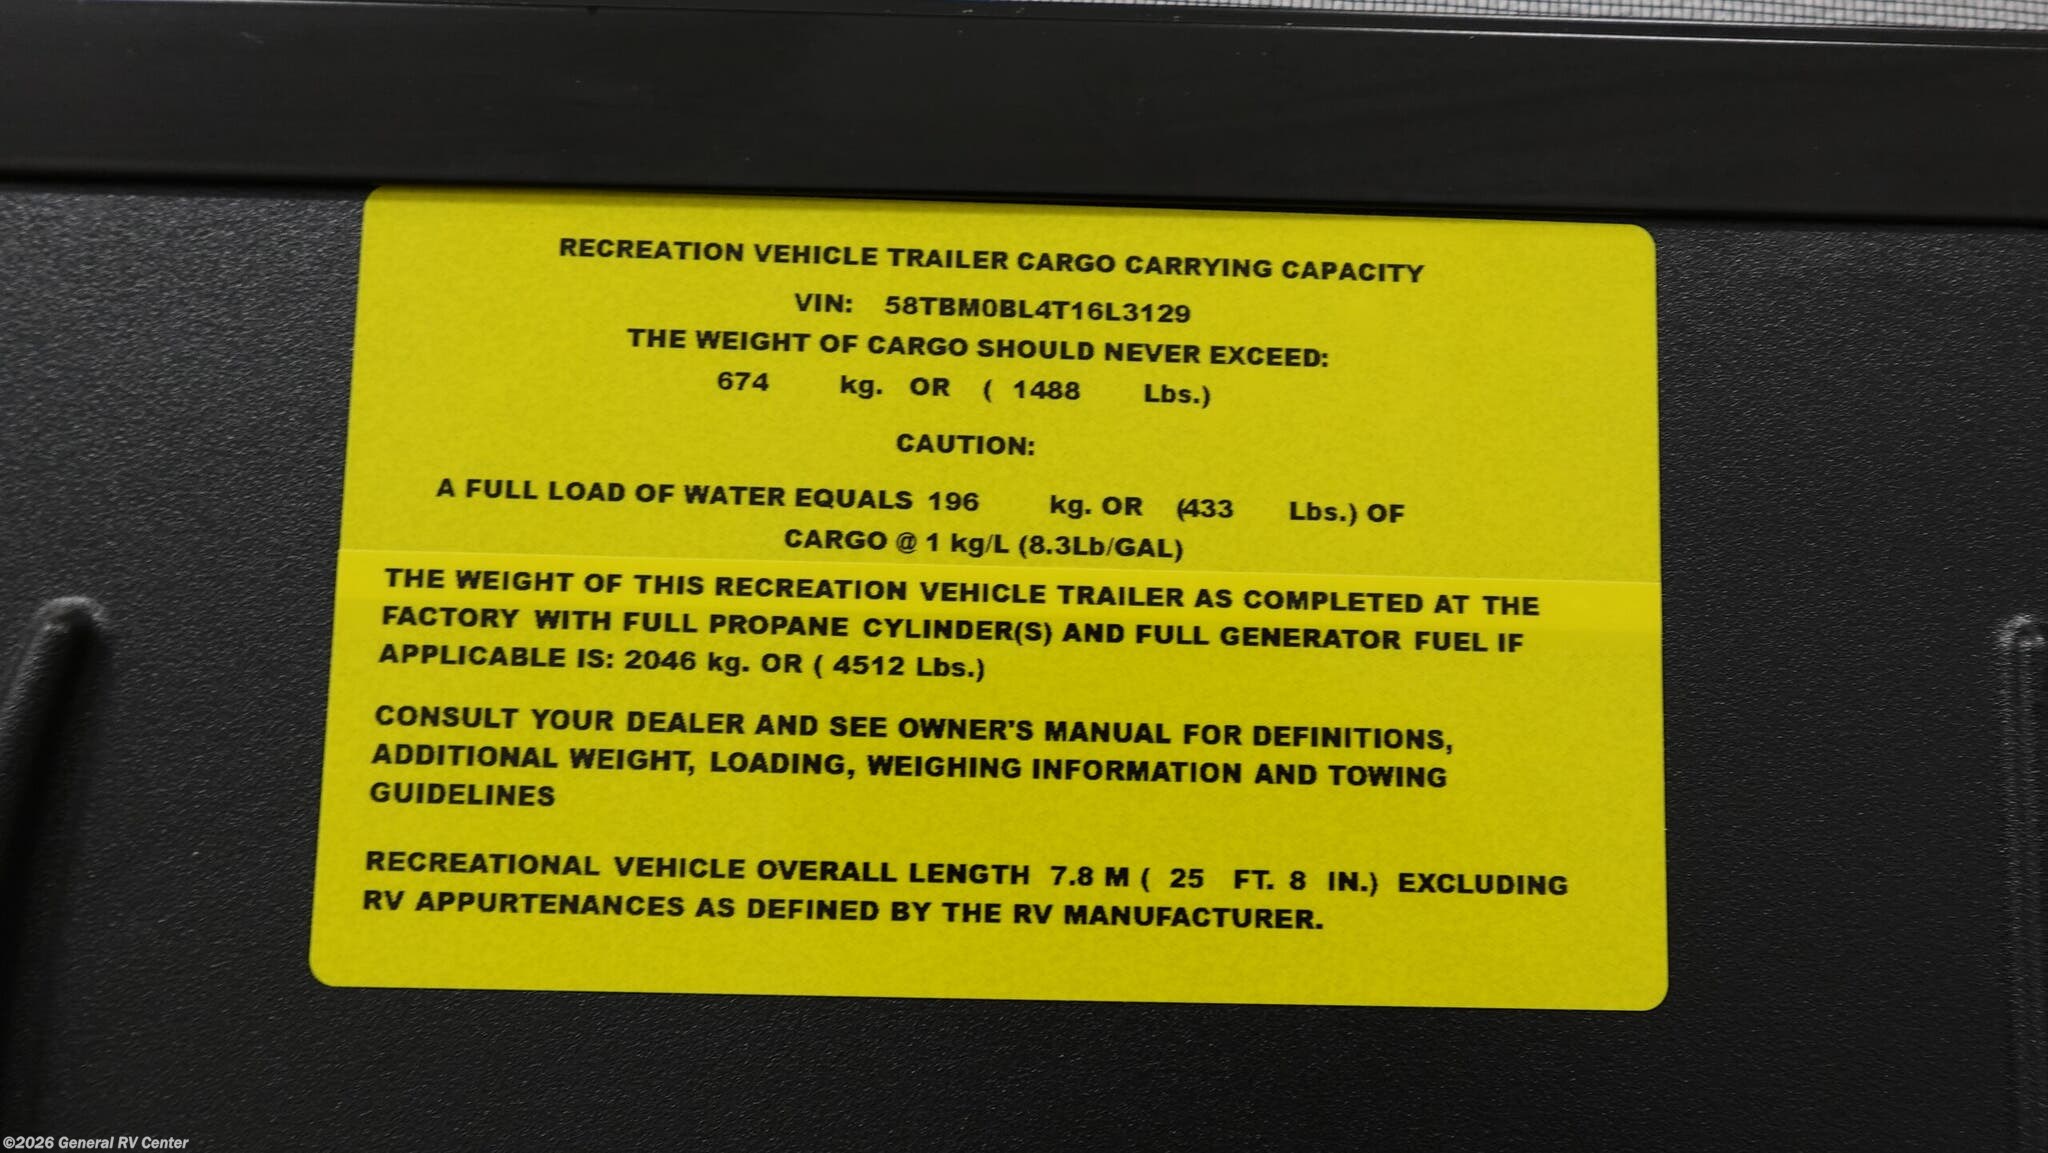 RECREATION VEHICLE TRAILER CARGO CARRYING CAPACITY
VIN: 58TBM0BL4T16L3129
THE WEIGHT OF CARGO SHOULD NEVER EXCEED:
674 kg. OR ( 1488 Lbs.)
CAUTION:
A FULL LOAD OF WATER EQUALS 196 kg. OR (433 Lbs.) OF
CARGO @ 1 kg/L (8.3Lb/GAL)
THE WEIGHT OF THIS RECREATION VEHICLE TRAILER AS COMPLETED AT THE
FACTORY WITH FULL PROPANE CYLINDER(S) AND FULL GENERATOR FUEL IF
APPLICABLE IS: 2046 kg. OR ( 4512 Lbs.)
CONSULT YOUR DEALER AND SEE OWNER'S MANUAL FOR DEFINITIONS,
ADDITIONAL WEIGHT, LOADING, WEIGHING INFORMATION AND TOWING
GUIDELINES
RECREATIONAL VEHICLE OVERALL LENGTH 7.8 M ( 25 FT. 8 IN.) EXCLUDING
RV APPURTENANCES AS DEFINED BY THE RV MANUFACTURER.
©2026 General RV Center